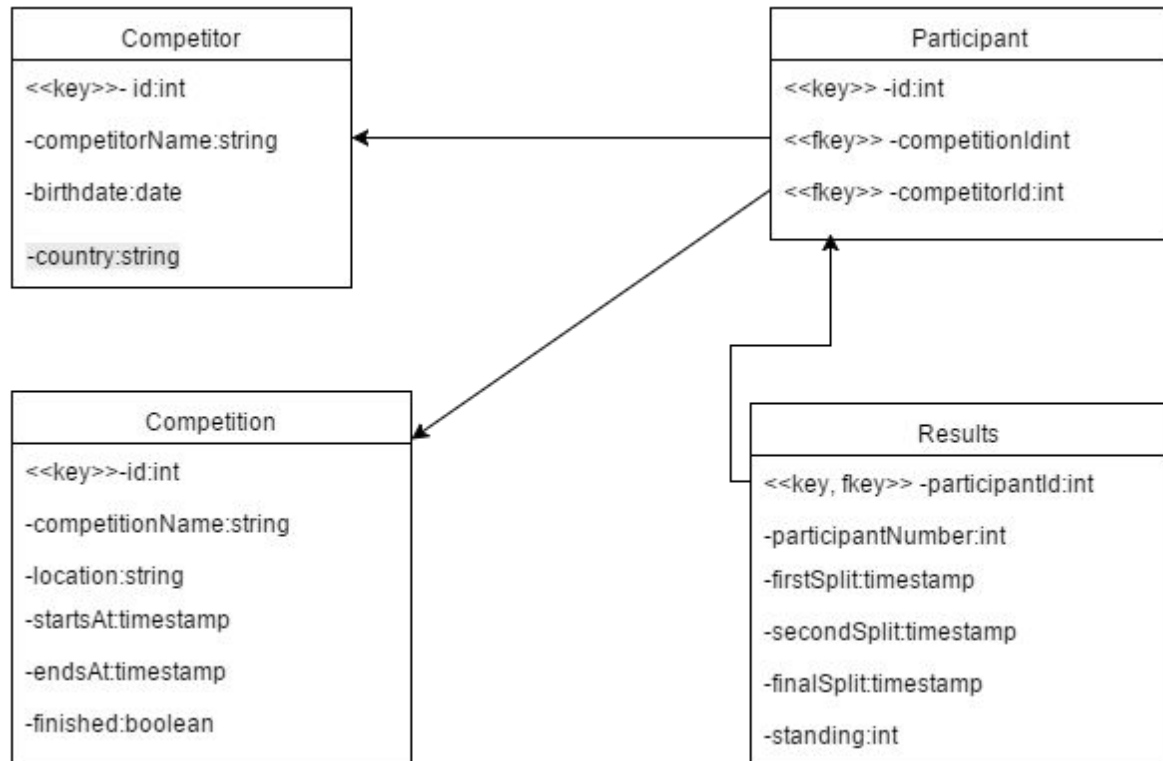 Competitor
<<key>>- id:int
-competitorName:string
-birthdate:date
-country:string
Participant
<<key>> -id:int
<<fkey>> -competitionIdint
<<fkey>> -competitorId:int
Competition
<<key>>-id:int
-competitionName:string
-location:string
-startsAt:timestamp
-endsAt:timestamp
-finished:boolean
Results
<<key, fkey>> -participantId:int
-participantNumber:int
-firstSplit:timestamp
-secondSplit:timestamp
-finalSplit:timestamp
-standing:int